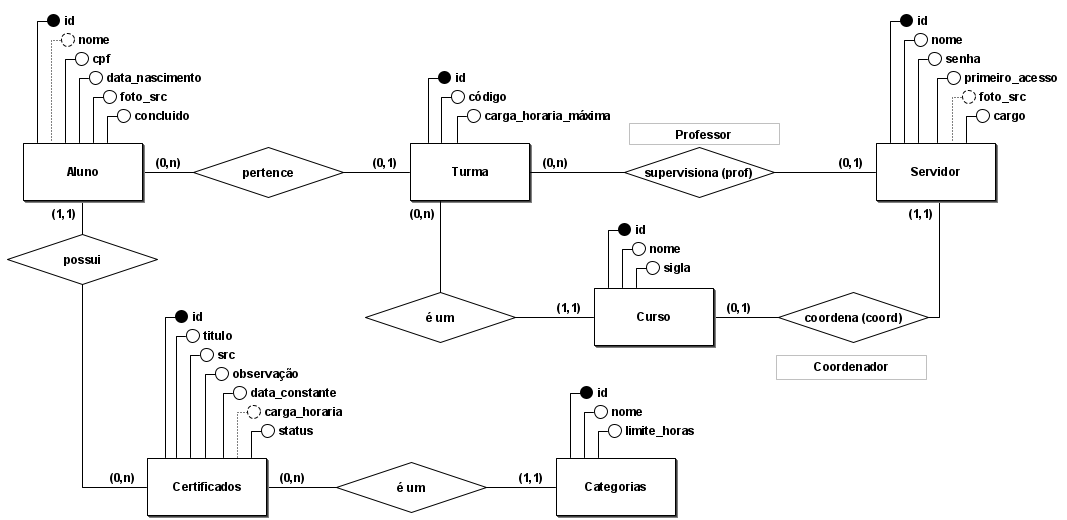 id
nome
cpf
data_nascimento
foto_src
concluido
Aluno
(0,n)
pertence
(0,1)
id
código
carga_horaria_máxima
Turma
(0,n)
Professor
supervisiona (prof)
(0,1)
id
nome
senha
primeiro_acesso
foto_src
cargo
Servidor
(1,1)
possui
(0,n)
(0,n)
é um
(1,1)
id
nome
sigla
Curso
(0,1)
coordena (coord)
(1,1)
Coordenador
id
titulo
src
observação
data_constante
carga_horaria
status
Certificados
(0,n)
é um
(1,1)
id
nome
limite_horas
Categorias